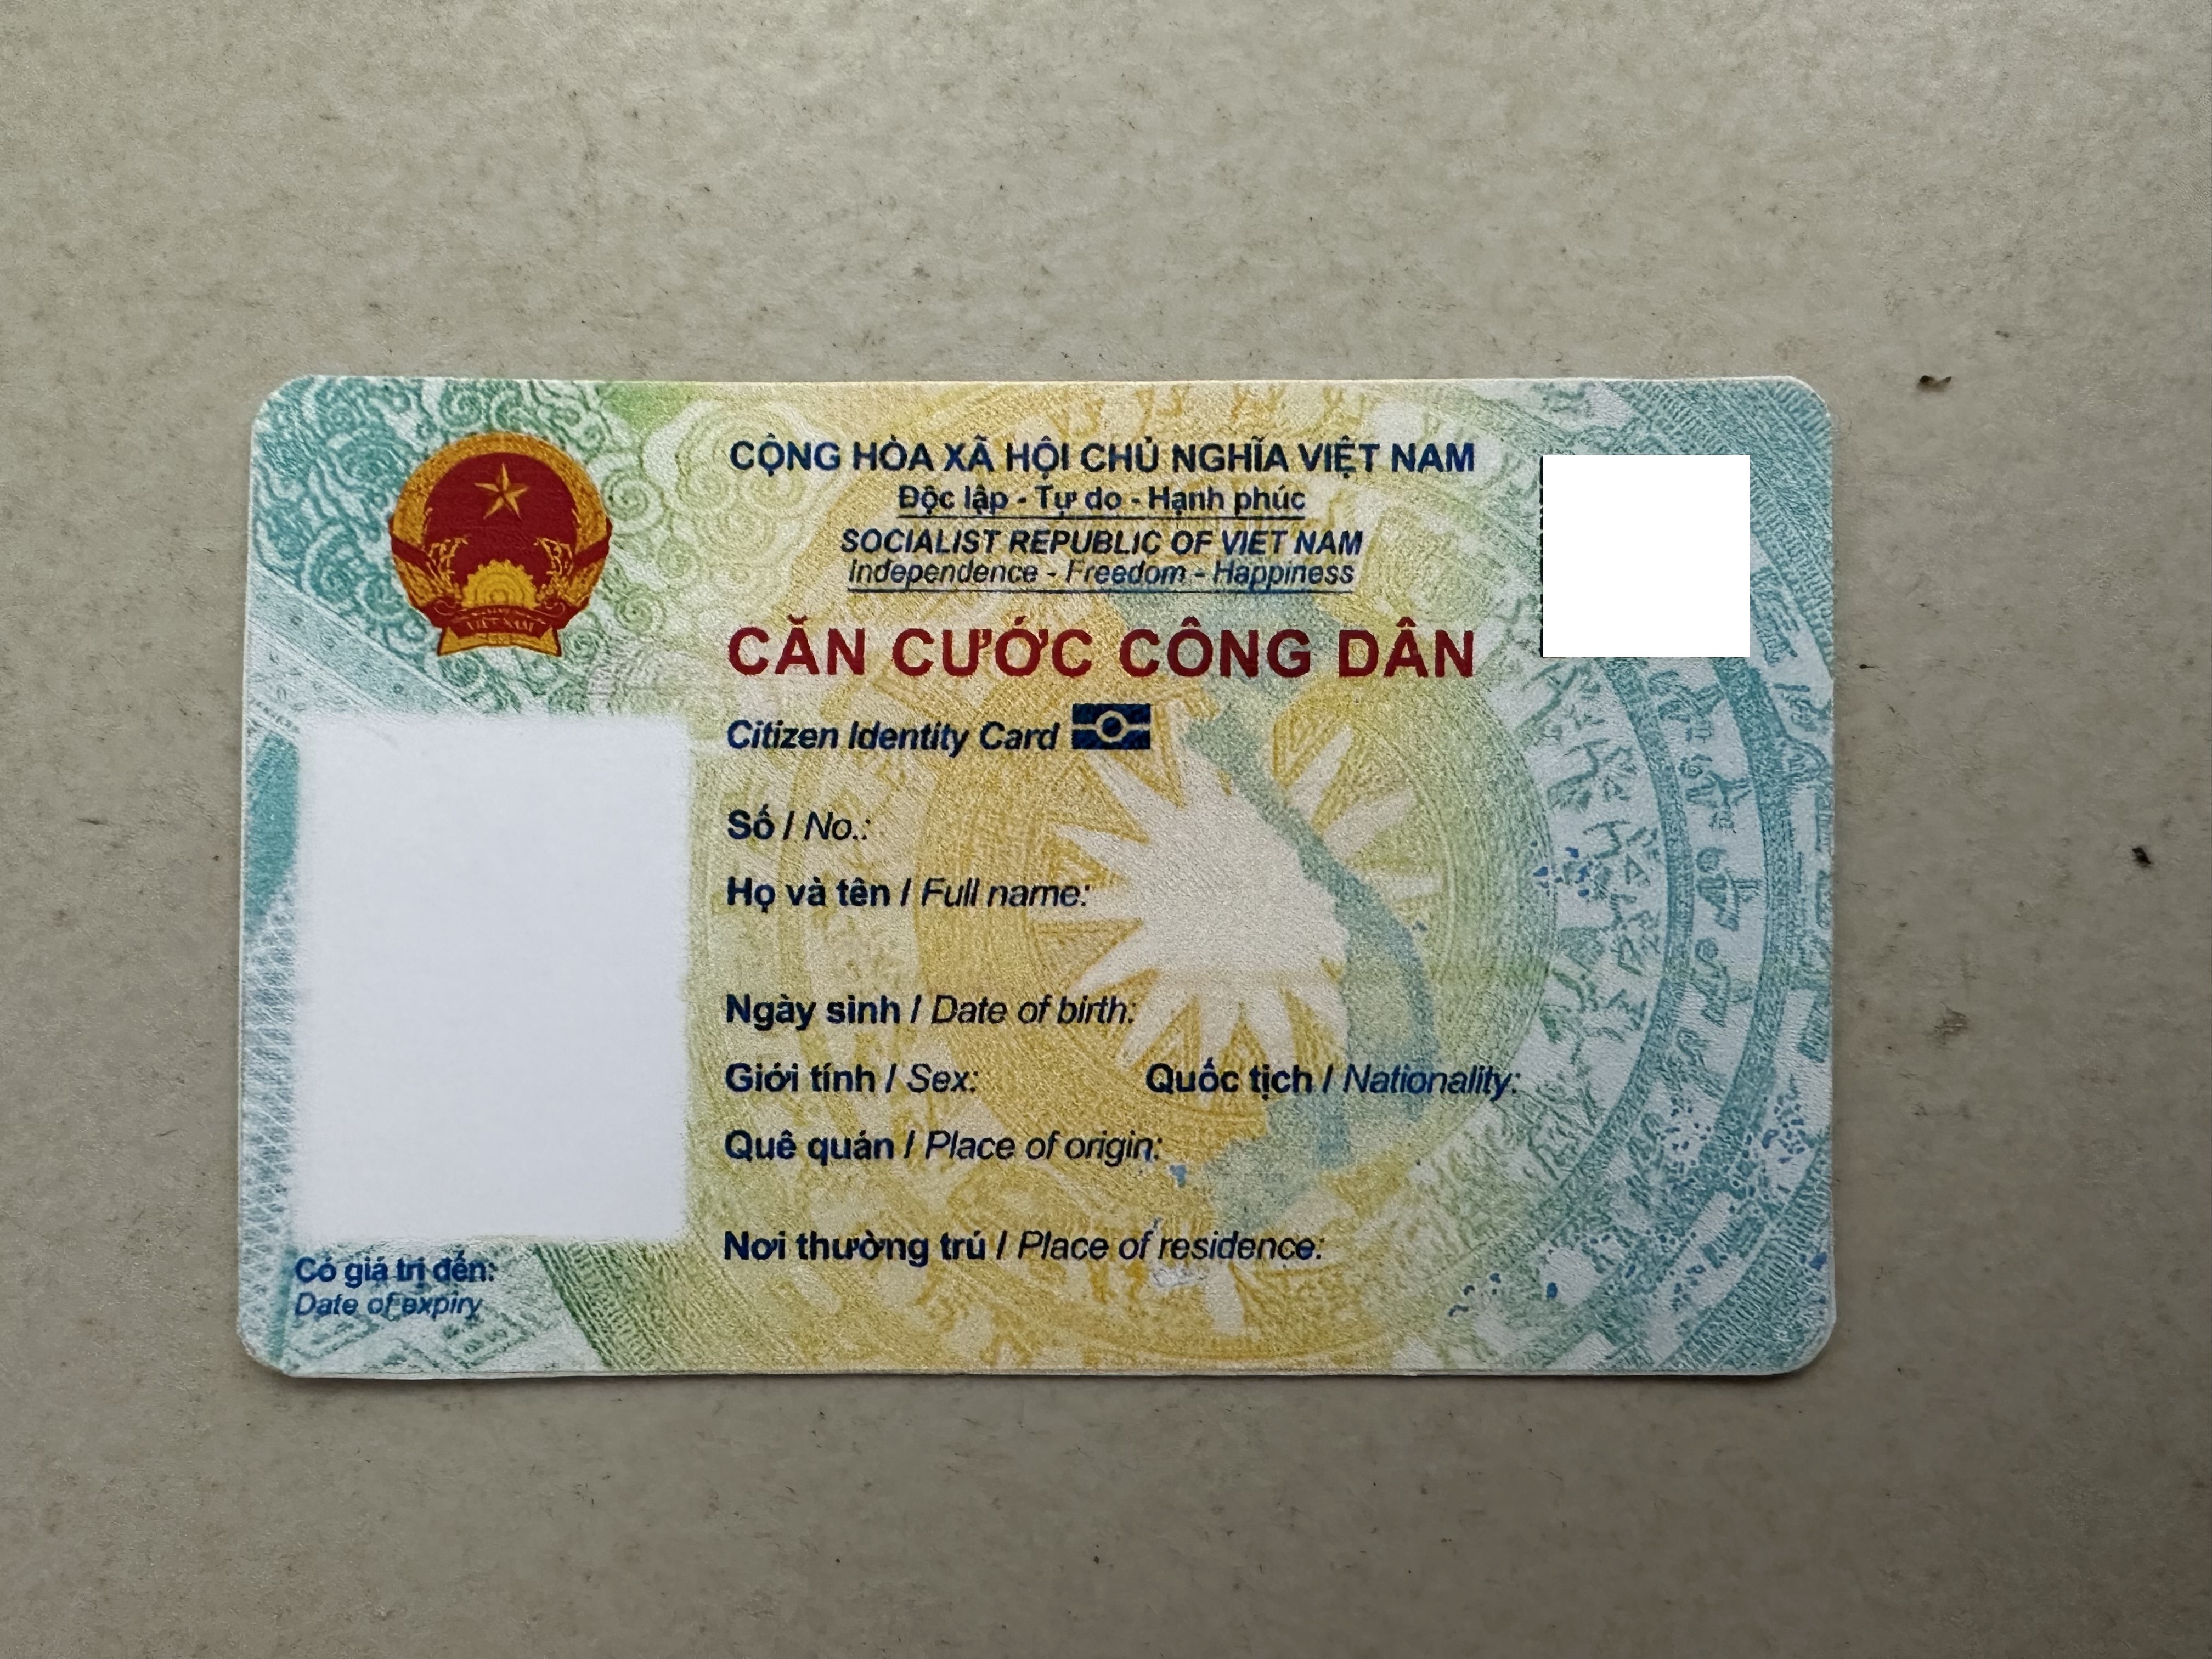 CỘNG HÒA XÃ HỘI CHỦ NGHĨA VIỆT NAM
Độc lập - Tự do - Hạnh phúc
SOCIALIST REPUBLIC OF VIET NAM
Independence - Freedom - Happiness
CĂN CƯỚC CÔNG DÂN
Citizen Identity Card
VIỆT NAM
Số / No.:
Họ và tên / Full name:
Ngày sinh / Date of birth:
Giới tính / Sex: Quốc tịch / Nationality:
Quê quán / Place of origin:
Nơi thường trú / Place of residence:
Có giá trị đến:
Date of expiry